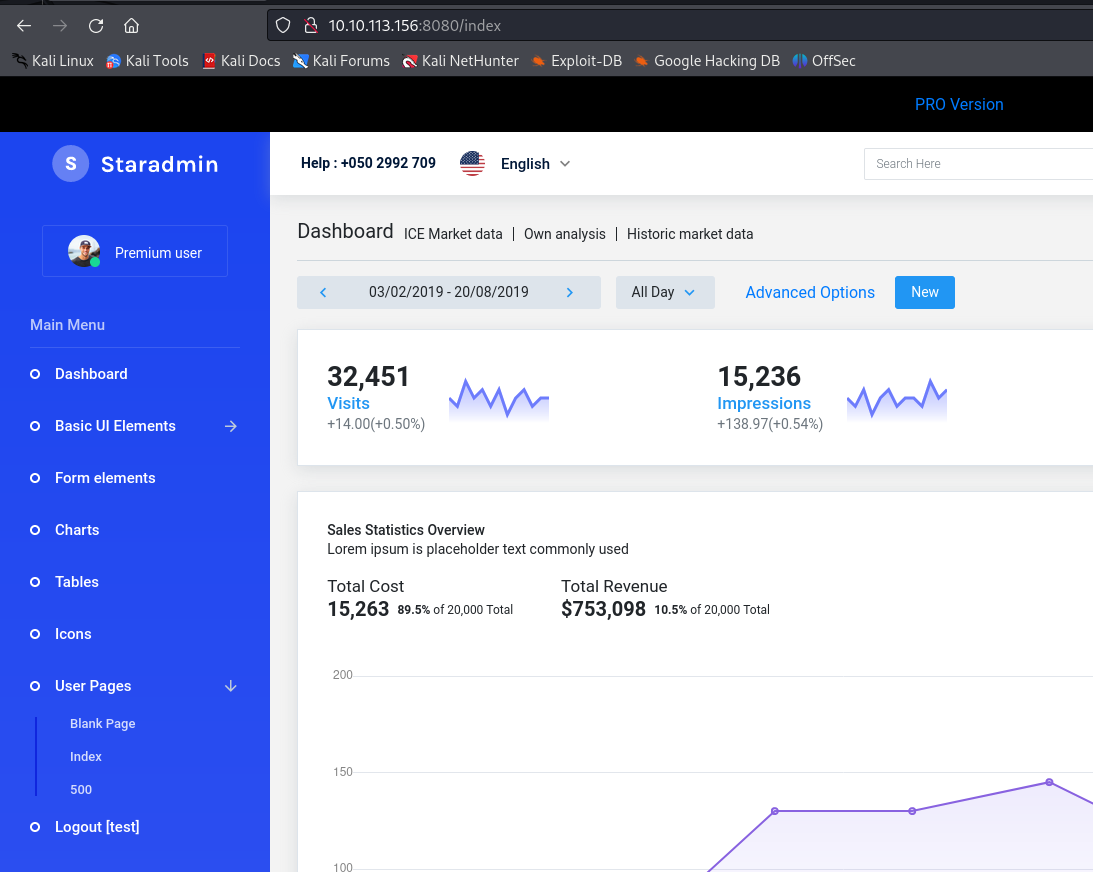 10.10.113.156:8080/index
Kali Linux Kali Tools Kali Docs Kali Forums Kali NetHunter Exploit-DB Google Hacking DB OffSec
PRO Version
S Staradmin
Help : +050 2992 709 English Search Here
Premium user
Dashboard ICE Market data | Own analysis | Historic market data
03/02/2019 - 20/08/2019 All Day Advanced Options New
Main Menu
Dashboard
Basic UI Elements
Form elements
Charts
Tables
Icons
User Pages
Blank Page
Index
500
Logout [test]
32,451
Visits
+14.00(+0.50%)
15,236
Impressions
+138.97(+0.54%)
Sales Statistics Overview
Lorem ipsum is placeholder text commonly used
Total Cost
15,263 89.5% of 20,000 Total
Total Revenue
$753,098 10.5% of 20,000 Total
200
150
100